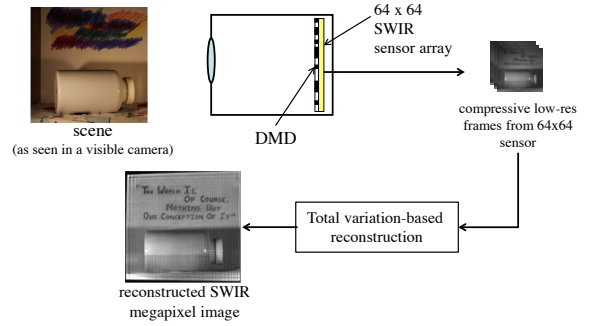 64 x 64
SWIR
sensor array
DMD
scene
(as seen in a visible camera)
compressive low-res
frames from 64x64
sensor
Total variation-based
reconstruction
"THE WORLD IS,
OF COURSE,
NOTHING BUT
OUR CONCEPTION OF IT"
reconstructed SWIR
megapixel image